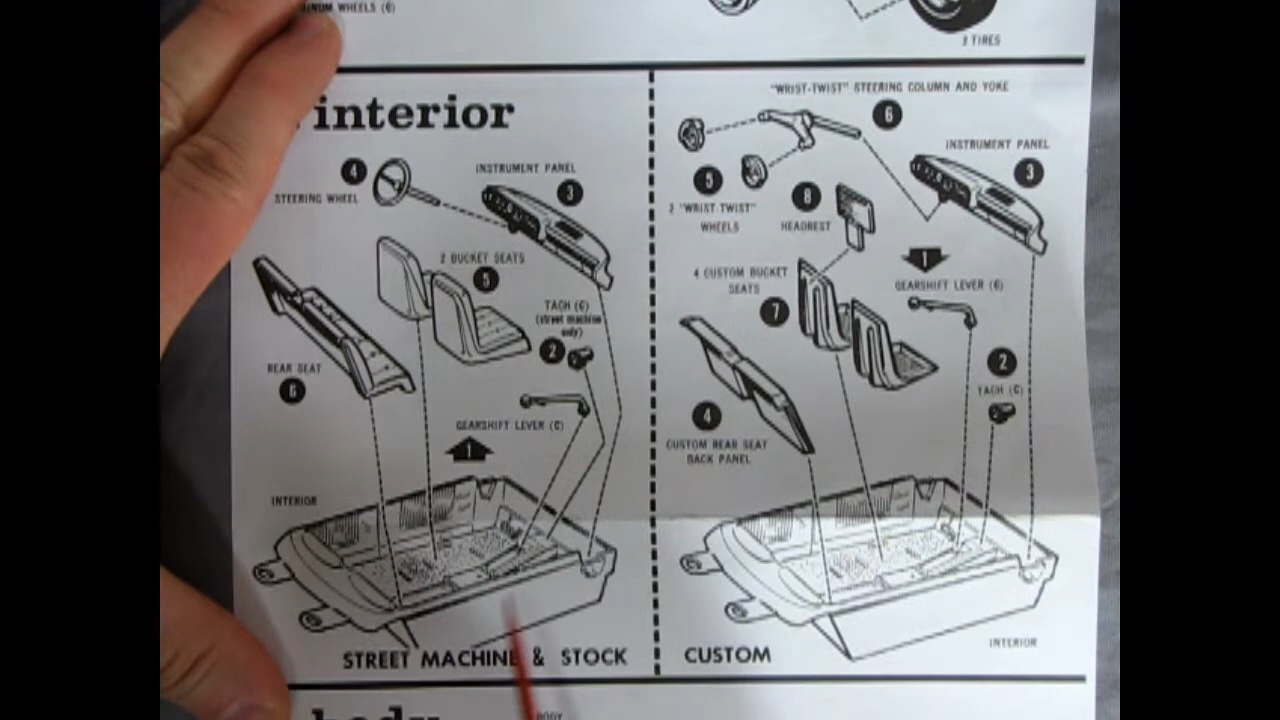 WHEELS (6)
2 TIRES
interior
4
STEERING WHEEL
INSTRUMENT PANEL
3
2 BUCKET SEATS
5
TACH (C)
(street machine
only)
2
REAR SEAT
6
GEARSHIFT LEVER (C)
1
INTERIOR
STREET MACHINE & STOCK
"WRIST-TWIST" STEERING COLUMN AND YOKE
6
INSTRUMENT PANEL
3
5
2 "WRIST-TWIST"
WHEELS
8
HEADREST
1
4 CUSTOM BUCKET
SEATS
7
GEARSHIFT LEVER (C)
2
TACH (C)
4
CUSTOM REAR SEAT
BACK PANEL
INTERIOR
CUSTOM
body
BODY